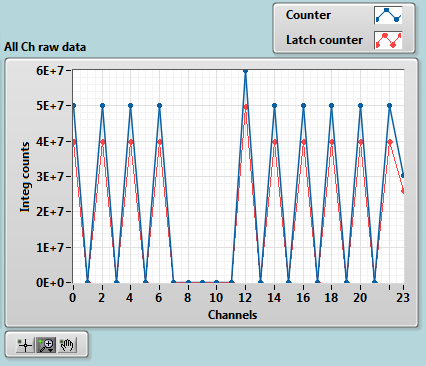 Counter
Latch counter
All Ch raw data
6E+7
5E+7
4E+7
3E+7
2E+7
1E+7
0E+0
Integ counts
0 2 4 6 8 10 12 14 16 18 20 23
Channels